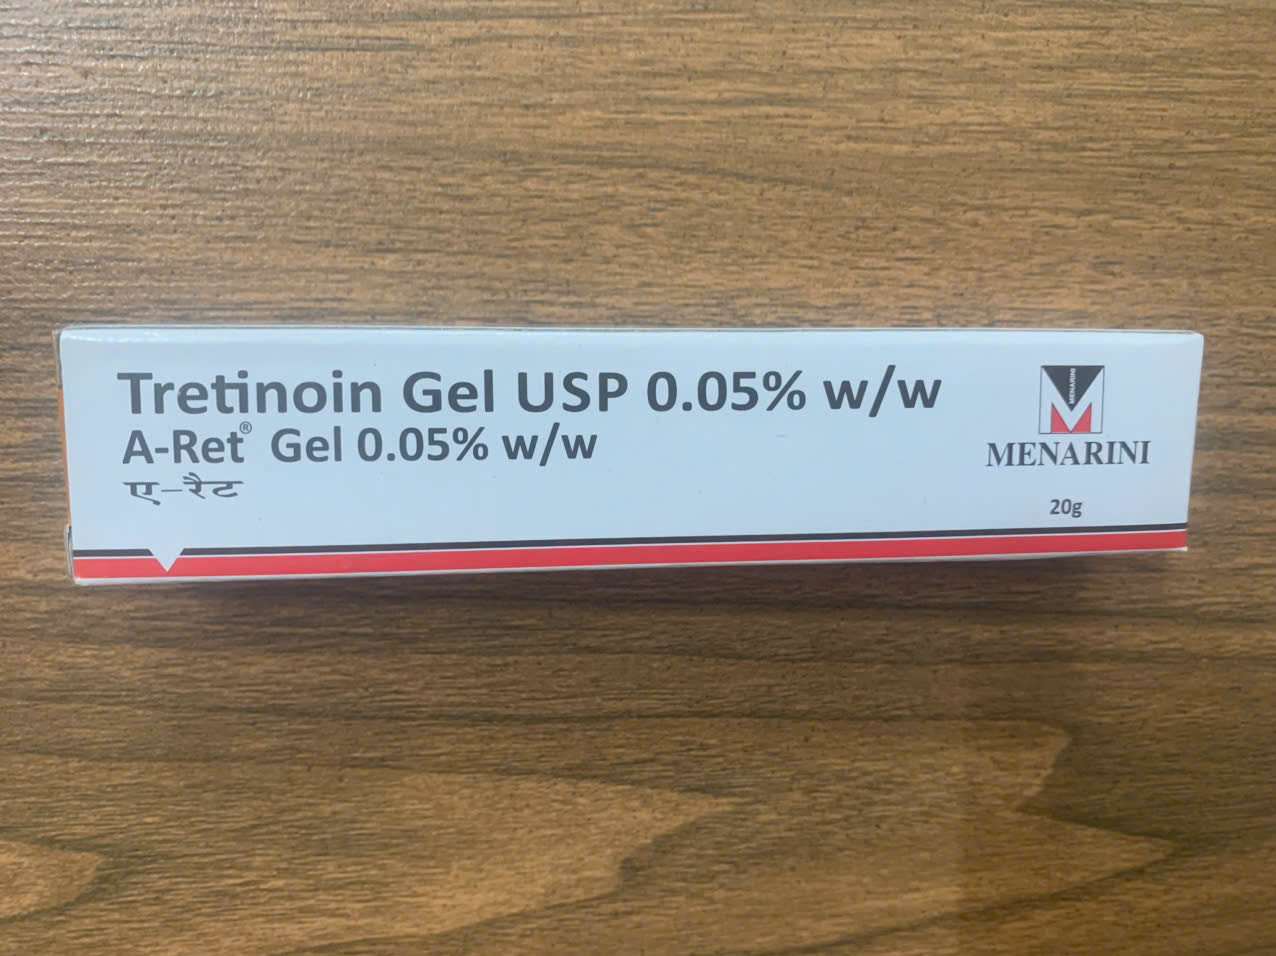 Tretinoin Gel USP 0.05% w/w
A-Ret® Gel 0.05% w/w
ए-रैट
MENARINI
MENARINI
20g